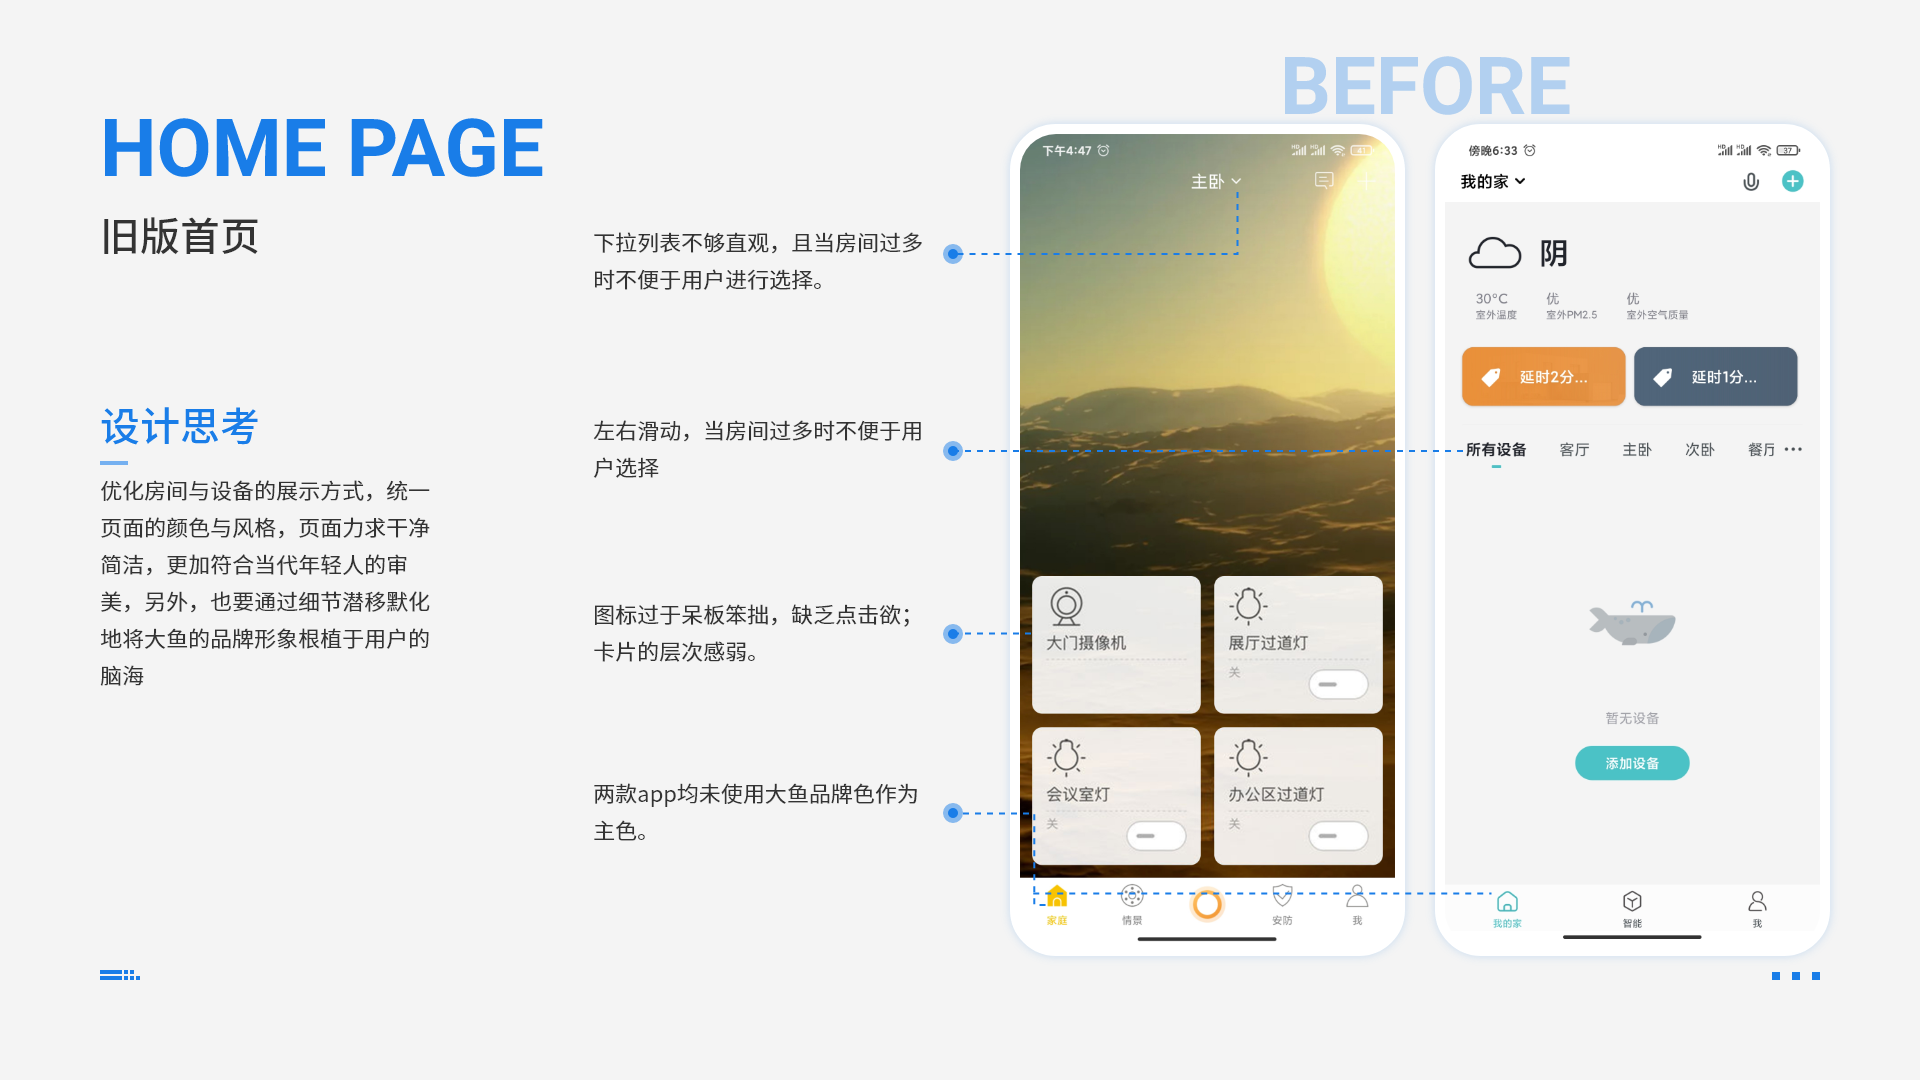 BEFORE
HOME PAGE
旧版首页
设计思考
优化房间与设备的展示方式，统一
页面的颜色与风格，页面力求干净
简洁，更加符合当代年轻人的审
美，另外，也要通过细节潜移默化
地将大鱼的品牌形象根植于用户的
脑海
下拉列表不够直观，且当房间过多
时不便于用户进行选择。
左右滑动，当房间过多时不便于用
户选择
图标过于呆板笨拙，缺乏点击欲；
卡片的层次感弱。
两款app均未使用大鱼品牌色作为
主色。
下午4:47
41
主卧
大门摄像机
展厅过道灯
关
会议室灯
关
办公区过道灯
关
家庭
情景
安防
我
傍晚6:33
37
我的家
阴
30°C
优
优
室外温度
室外PM2.5
室外空气质量
延时2分...
延时1分...
所有设备
客厅
主卧
次卧
餐厅
暂无设备
添加设备
我的家
智能
我